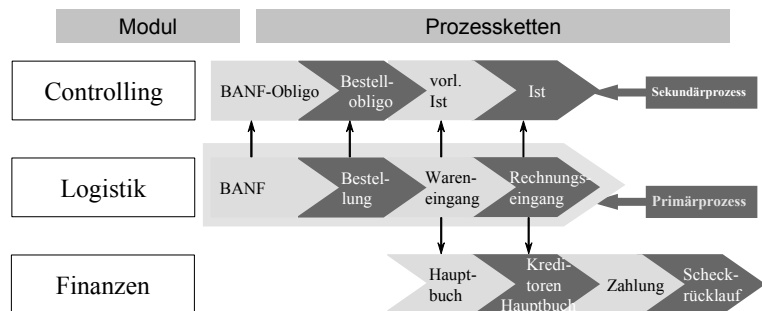 Modul
Prozessketten
Controlling
BANF-Obligo
Bestell-
obligo
vorl.
Ist
Ist
Sekundärprozess
Logistik
BANF
Bestel-
lung
Waren-
eingang
Rechnungs-
eingang
Primärprozess
Finanzen
Haupt-
buch
Kredi-
toren
Hauptbuch
Zahlung
Scheck-
rücklauf